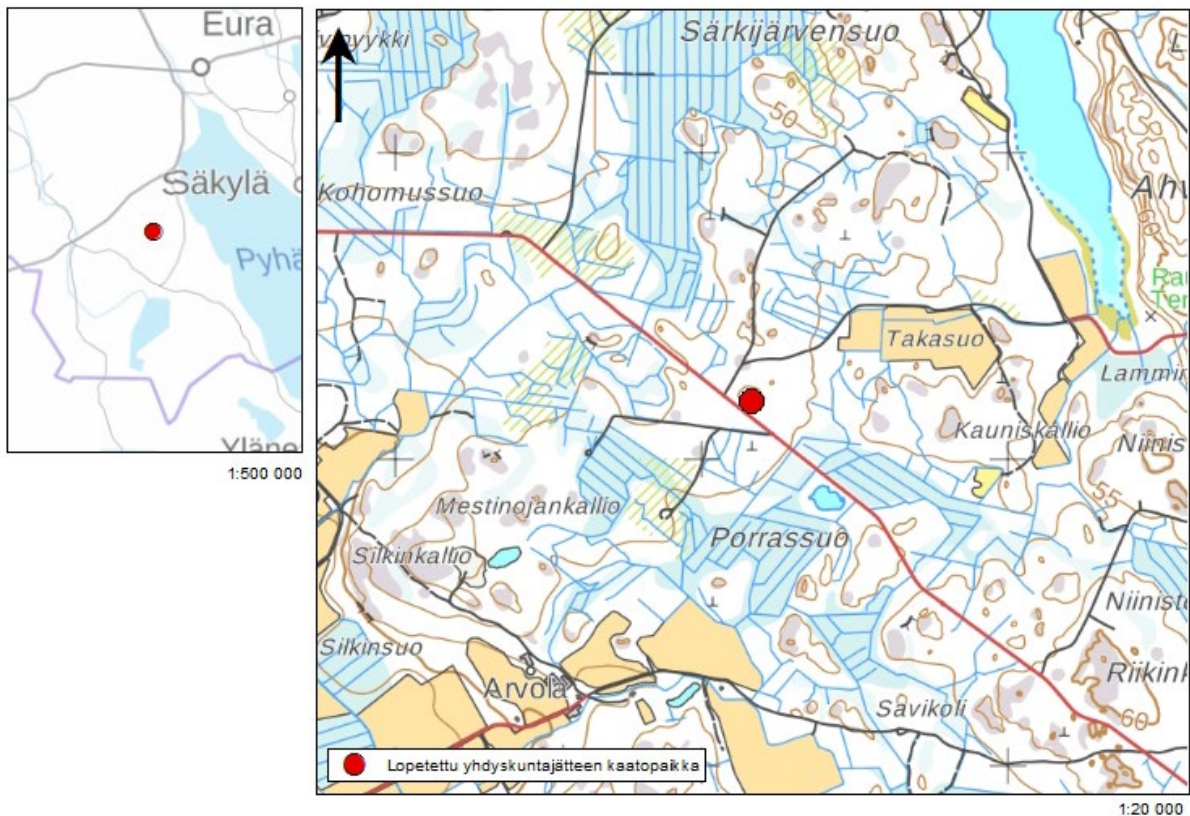 Eura
Säkylä
Pyhä
Yläne
1:500 000
Särkijärvensuo
50
Kohomussuo
Ahv
Takasuo
Lammin
Kauniskallio
Niinis
55
Mestinojankallio
Porrassuo
Silkinkallio
Niinist
Silkinsuo
Riikink
Arvola
Savikoli
60
Lopetettu yhdyskuntajätteen kaatopaikka
1:20 000